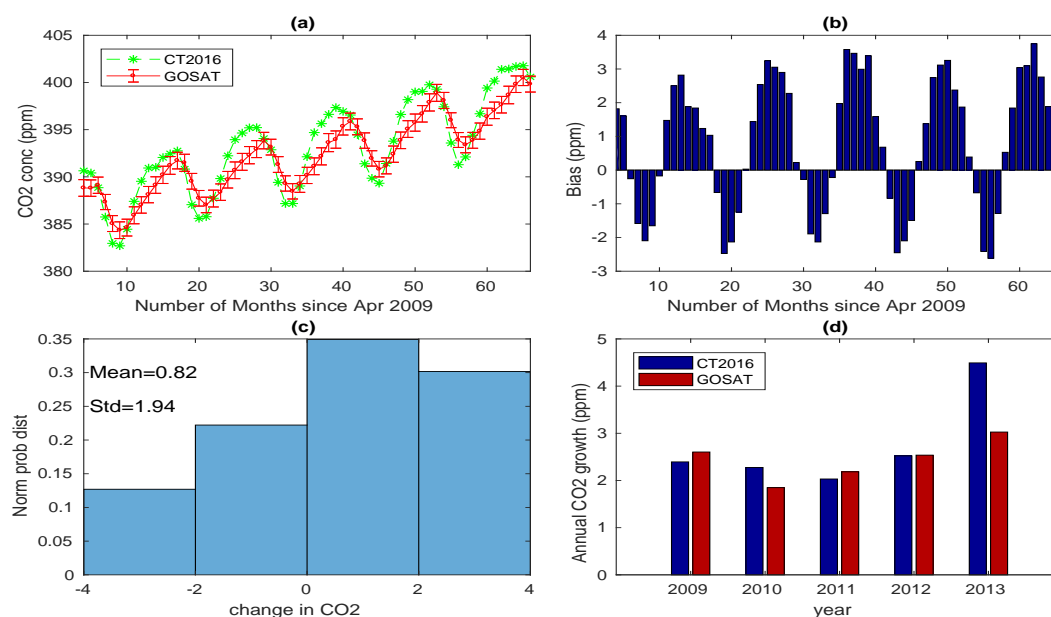 (a)
CO2 conc (ppm)
405
400
395
390
385
380
CT2016
GOSAT
10 20 30 40 50 60
Number of Months since Apr 2009
(b)
Bias (ppm)
4
3
2
1
0
-1
-2
-3
10 20 30 40 50 60
Number of Months since Apr 2009
(c)
Norm prob dist
0.35
0.3
0.25
0.2
0.15
0.1
0.05
0
Mean=0.82
Std=1.94
-4 -2 0 2 4
change in CO2
(d)
Annual CO2 growth (ppm)
5
4
3
2
1
0
CT2016
GOSAT
2009 2010 2011 2012 2013
year